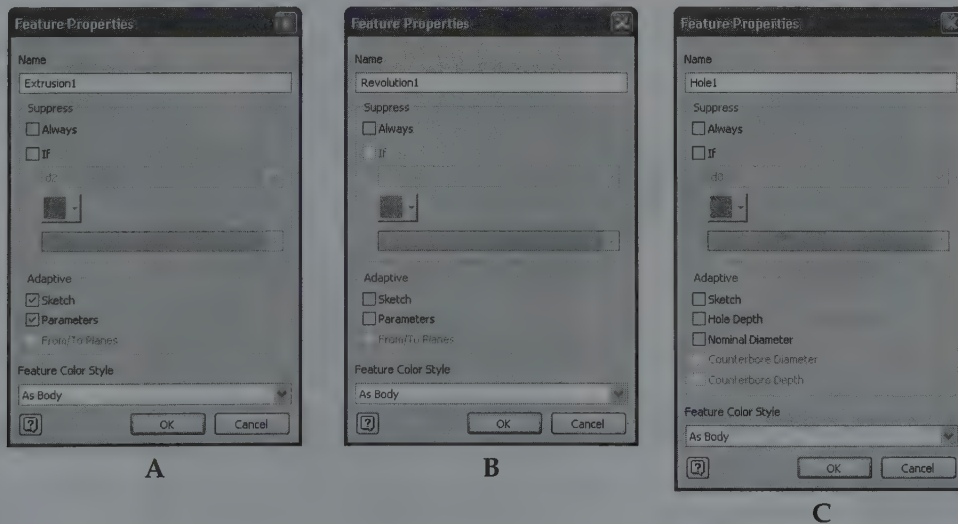 Feature Properties
Name
Extrusion1
Suppress
Always
If
Adaptive
Sketch
Parameters
From/To Planes
Feature Color Style
As Body
OK Cancel
A
Feature Properties
Name
Revolution1
Suppress
Always
If
Adaptive
Sketch
Parameters
From/To Planes
Feature Color Style
As Body
OK Cancel
B
Feature Properties
Name
Hole1
Suppress
Always
If
Adaptive
Sketch
Hole Depth
Nominal Diameter
Counterbore Diameter
Counterbore Depth
Feature Color Style
As Body
OK Cancel
C